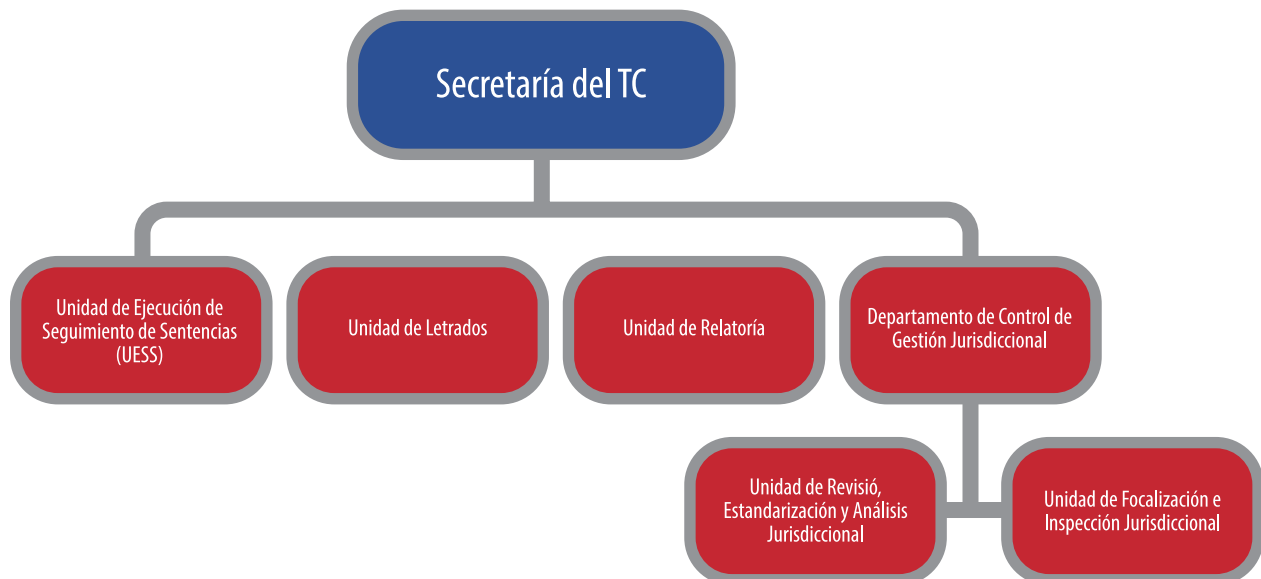 Secretaría del TC
Unidad de Ejecución de
Seguimiento de Sentencias
(UESS)
Unidad de Letrados
Unidad de Relatoría
Departamento de Control de
Gestión Jurisdiccional
Unidad de Revisió,
Estandarización y Análisis
Jurisdiccional
Unidad de Focalización e
Inspección Jurisdiccional